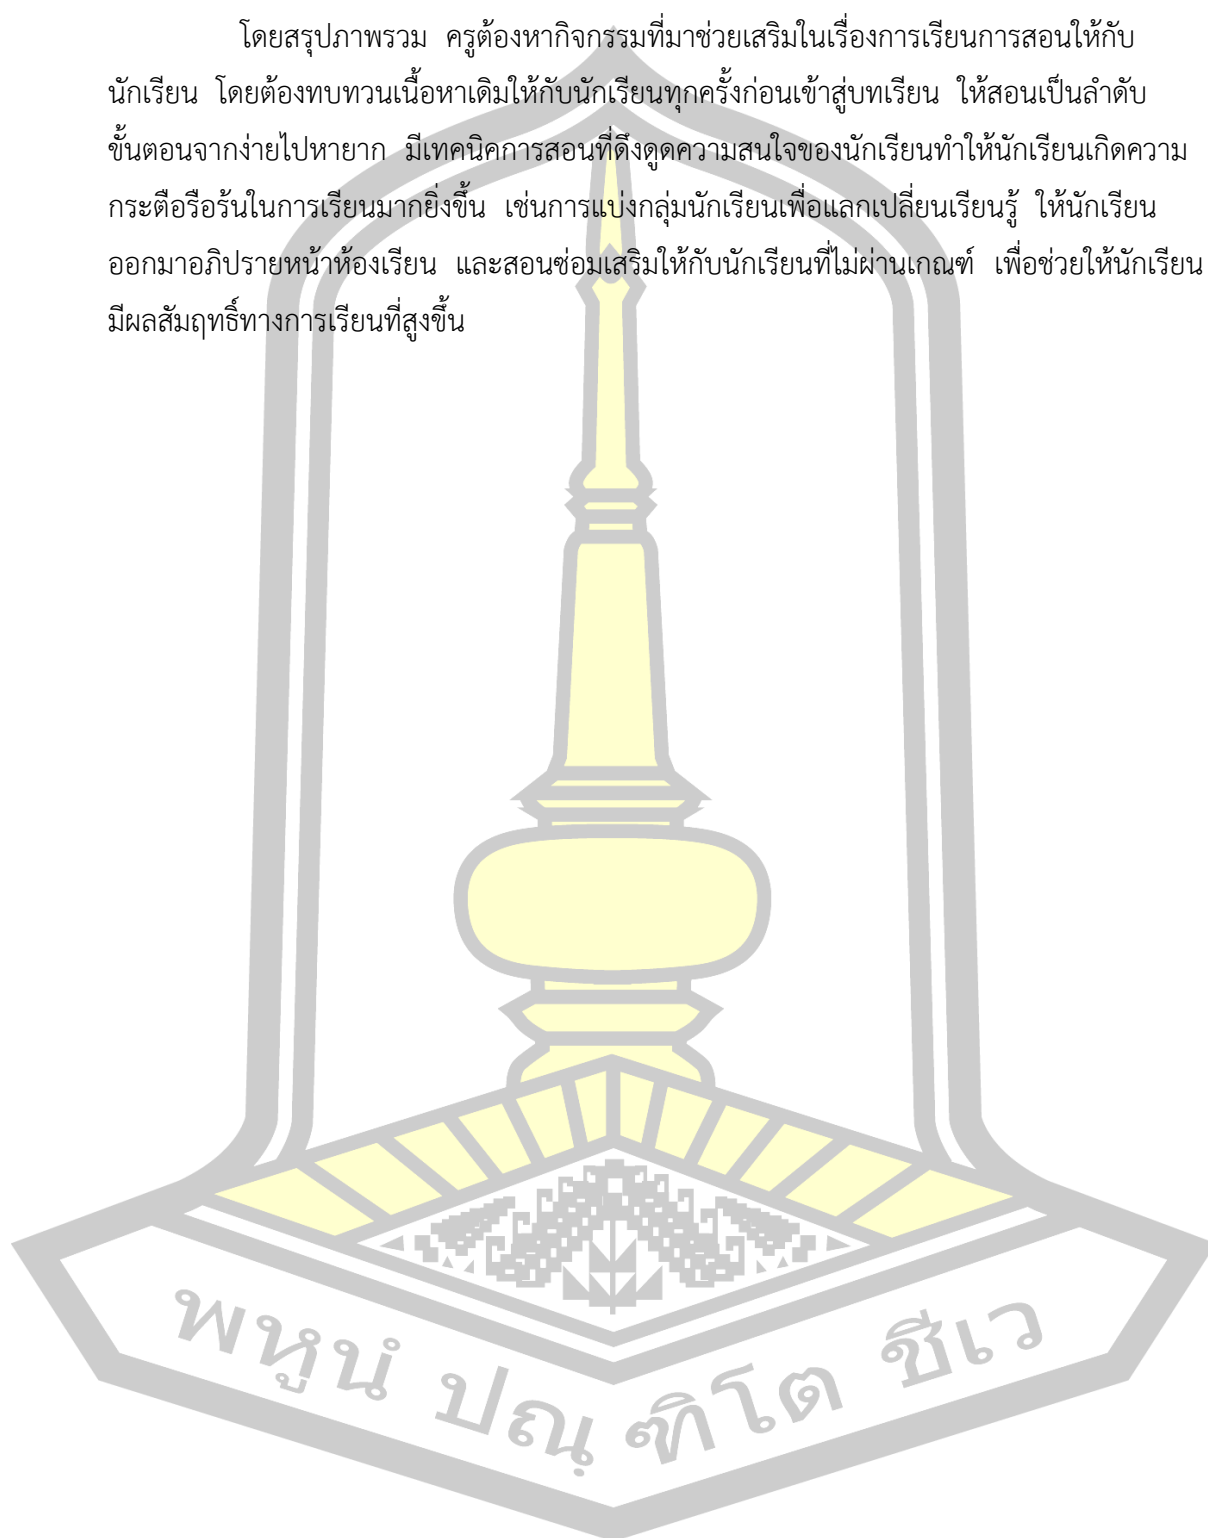 โดยสรุปภาพรวม ครูต้องหากิจกรรมที่มาช่วยเสริมในเรื่องการเรียนการสอนให้กับ
นักเรียน โดยต้องทบทวนเนื้อหาเดิมให้กับนักเรียนทุกครั้งก่อนเข้าสู่บทเรียน ให้สอนเป็นลำดับ
ขั้นตอนจากง่ายไปหายาก มีเทคนิคการสอนที่ดึงดูดความสนใจของนักเรียนทำให้นักเรียนเกิดความ
กระตือรือร้นในการเรียนมากยิ่งขึ้น เช่นการแบ่งกลุ่มนักเรียนเพื่อแลกเปลี่ยนเรียนรู้ ให้นักเรียน
ออกมาอภิปรายหน้าห้องเรียน และสอนซ่อมเสริมให้กับนักเรียนที่ไม่ผ่านเกณฑ์ เพื่อช่วยให้นักเรียน
มีผลสัมฤทธิ์ทางการเรียนที่สูงขึ้น
พหูนํ ปณฺ ฑิโต ชีเว